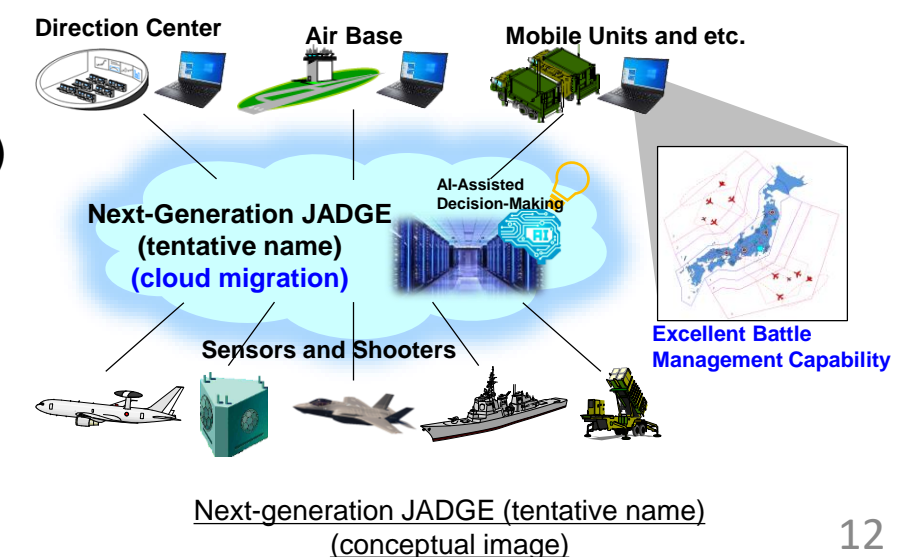 Direction Center
Air Base
Mobile Units and etc.
)
AI-Assisted
Decision-Making
AI
Next-Generation JADGE
(tentative name)
(cloud migration)
Sensors and Shooters
Excellent Battle
Management Capability
Next-generation JADGE (tentative name)
(conceptual image)
12